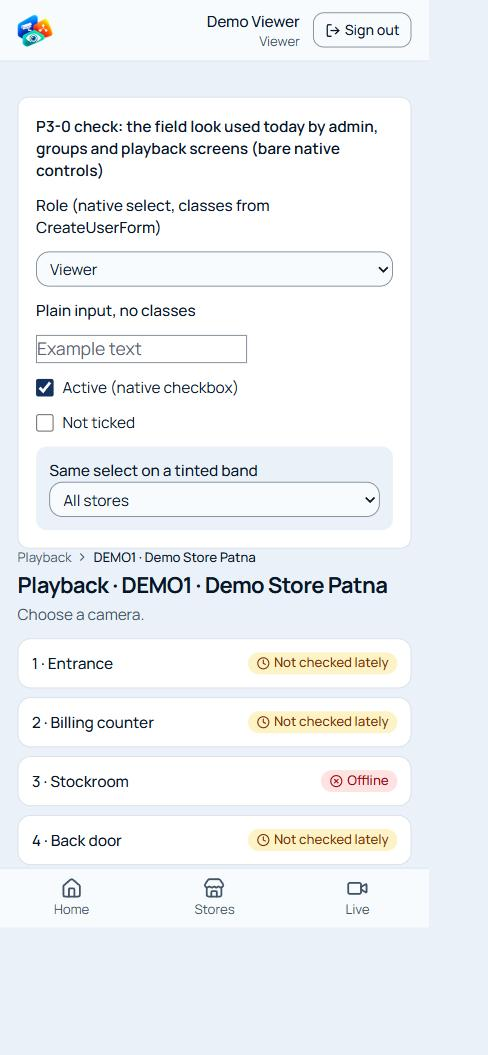 Demo Viewer
Viewer
Sign out
P3-0 check: the field look used today by admin,
groups and playback screens (bare native
controls)
Role (native select, classes from
CreateUserForm)
Viewer
Plain input, no classes
Example text
Active (native checkbox)
Not ticked
Same select on a tinted band
All stores
Playback > DEMO1 · Demo Store Patna
Playback · DEMO1 · Demo Store Patna
Choose a camera.
1 · Entrance Not checked lately
2 · Billing counter Not checked lately
3 · Stockroom Offline
4 · Back door Not checked lately
Home Stores Live